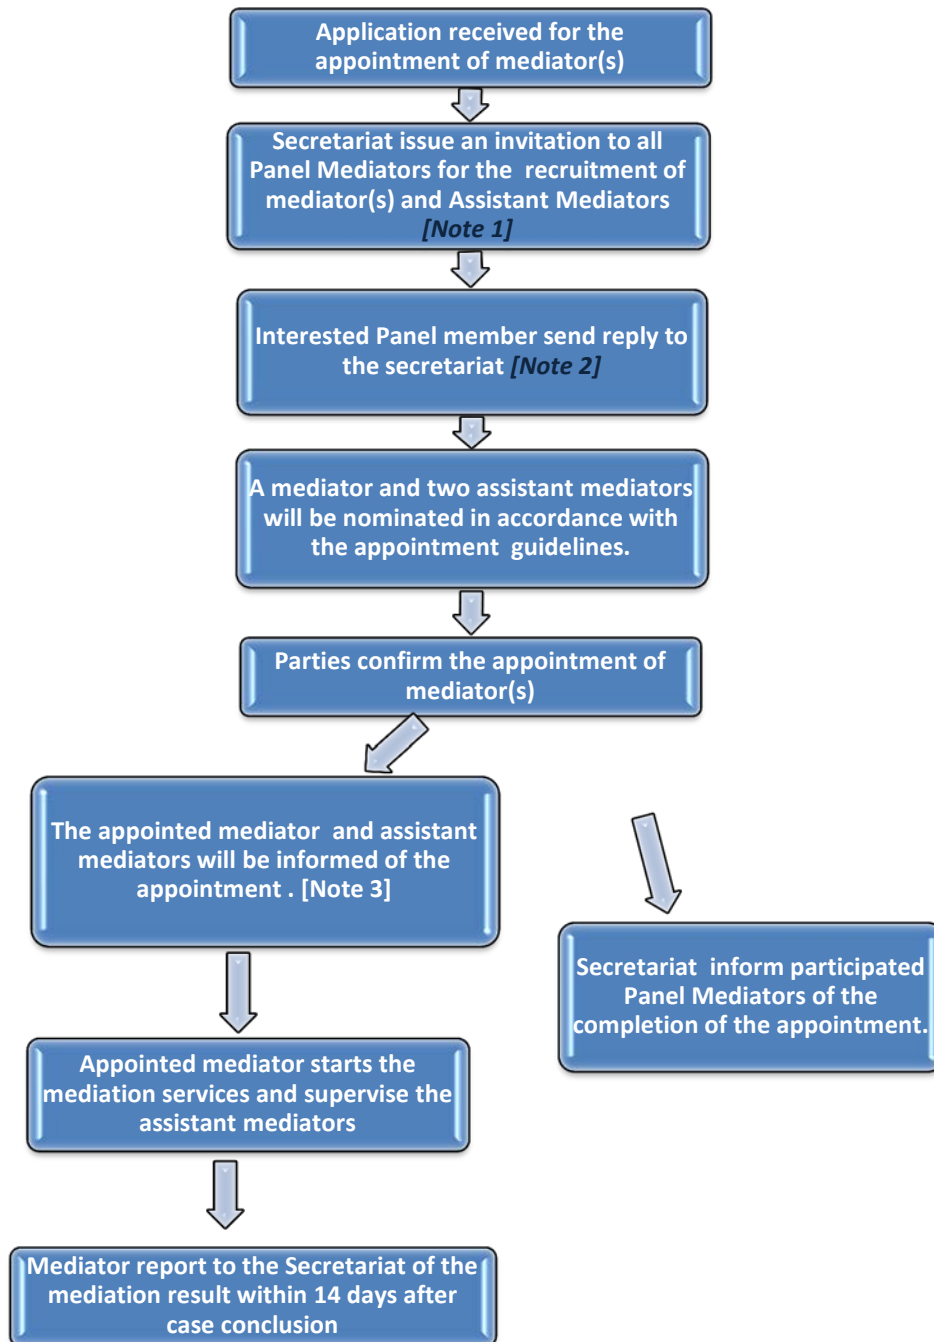 Application received for the
appointment of mediator(s)
Secretariat issue an invitation to all
Panel Mediators for the recruitment of
mediator(s) and Assistant Mediators
[Note 1]
Interested Panel member send reply to
the secretariat [Note 2]
A mediator and two assistant mediators
will be nominated in accordance with
the appointment guidelines.
Parties confirm the appointment of
mediator(s)
The appointed mediator and assistant
mediators will be informed of the
appointment . [Note 3]
Secretariat inform participated
Panel Mediators of the
completion of the appointment.
Appointed mediator starts the
mediation services and supervise the
assistant mediators
Mediator report to the Secretariat of the
mediation result within 14 days after
case conclusion